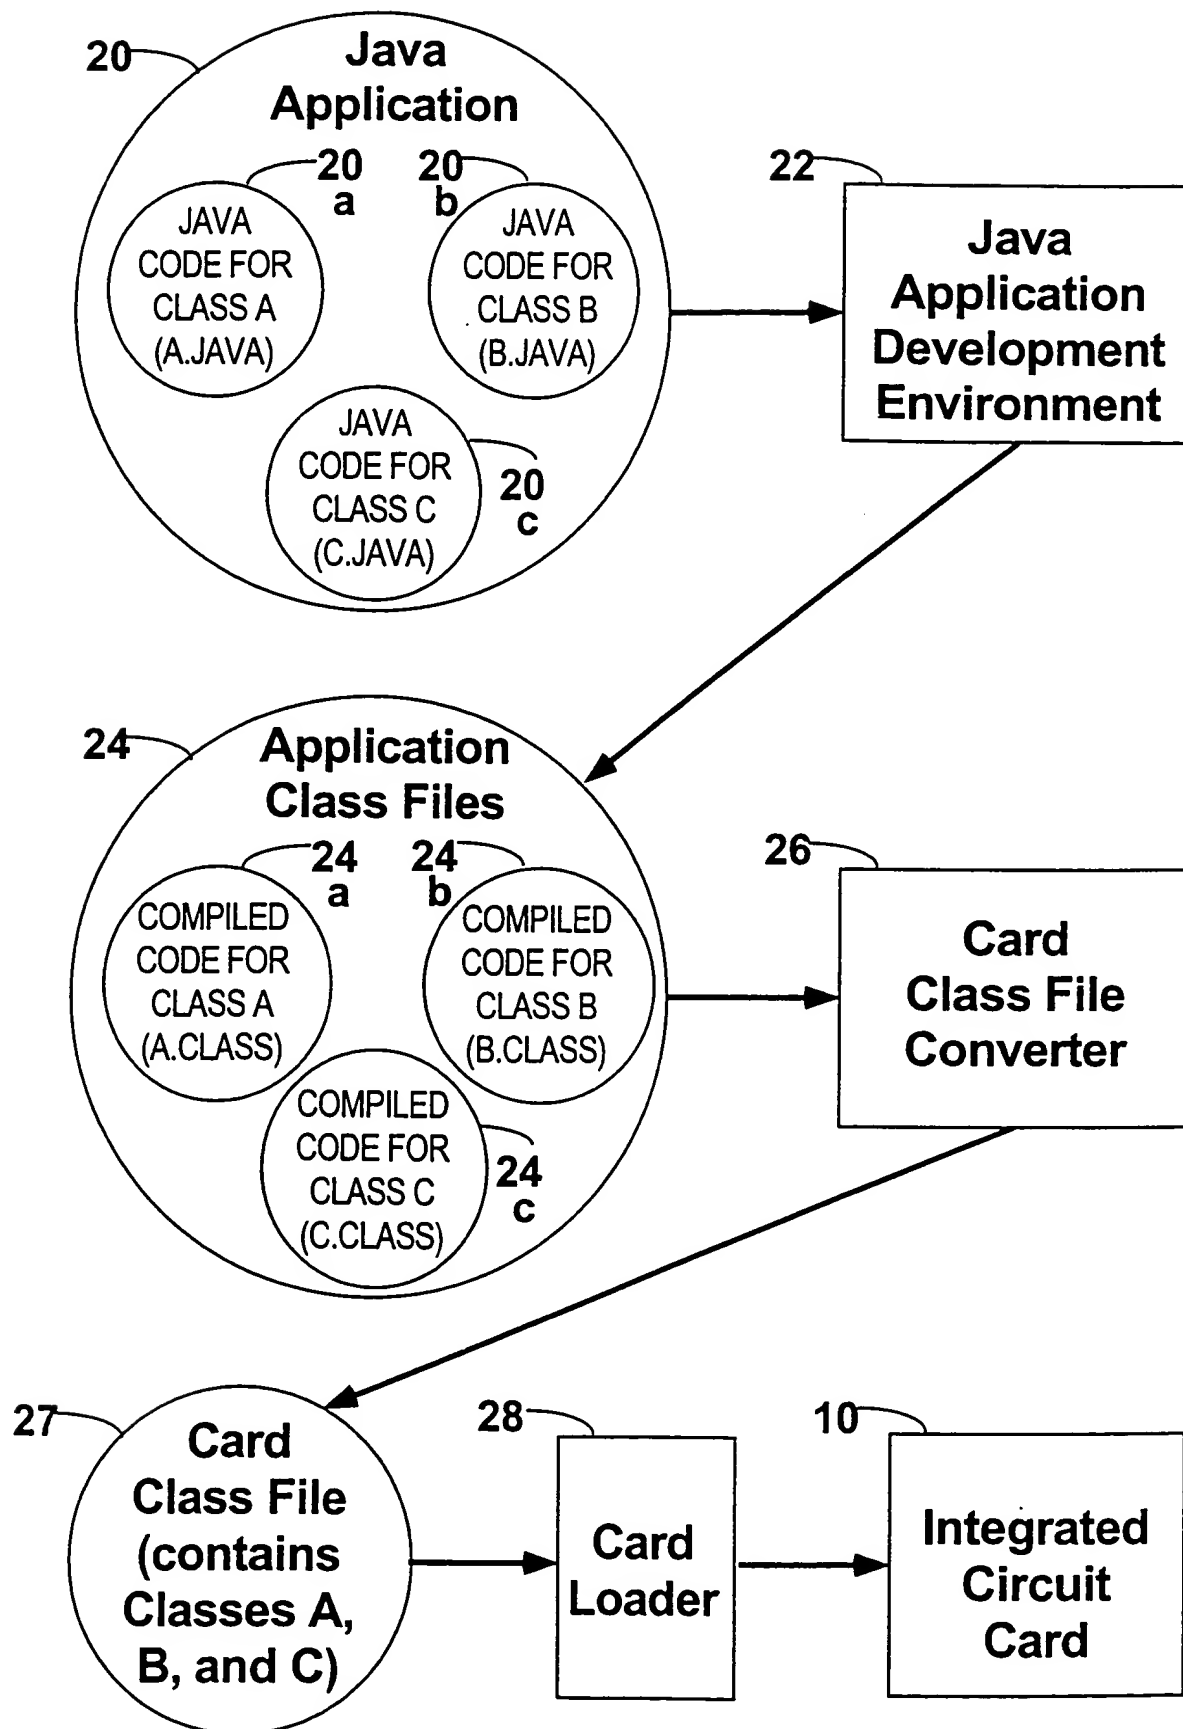 20
Java
Application
20
a
20
b
JAVA
CODE FOR
CLASS A
(A.JAVA)
JAVA
CODE FOR
CLASS B
(B.JAVA)
JAVA
CODE FOR
CLASS C
(C.JAVA)
20
c
22
Java
Application
Development
Environment
24
Application
Class Files
24
a
24
b
COMPILED
CODE FOR
CLASS A
(A.CLASS)
COMPILED
CODE FOR
CLASS B
(B.CLASS)
COMPILED
CODE FOR
CLASS C
(C.CLASS)
24
c
26
Card
Class File
Converter
27
Card
Class File
(contains
Classes A,
B, and C)
28
Card
Loader
10
Integrated
Circuit
Card